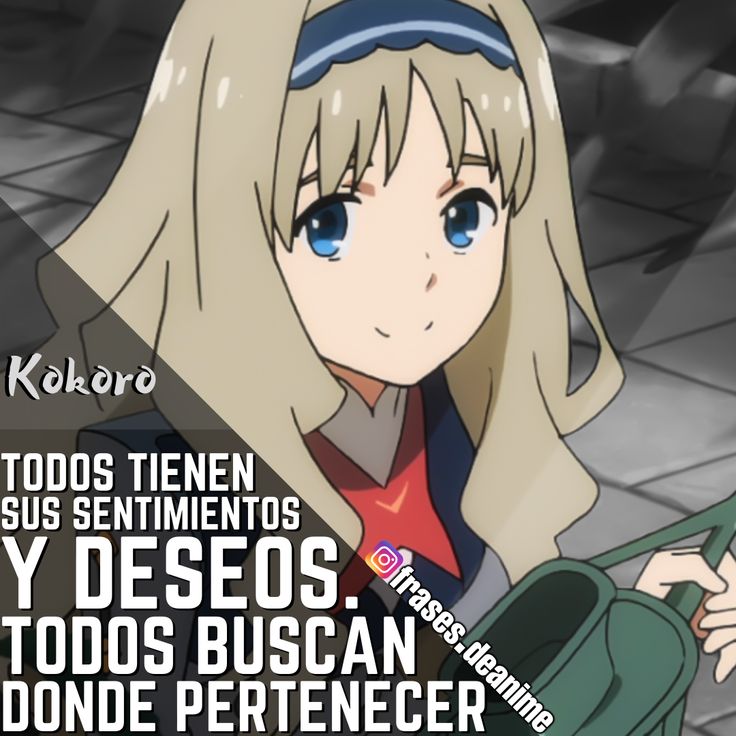 Kokoro
TODOS TIENEN
SUS SENTIMIENTOS
Y DESEOS.
TODOS BUSCAN
DONDE PERTENECER
frases.deanime